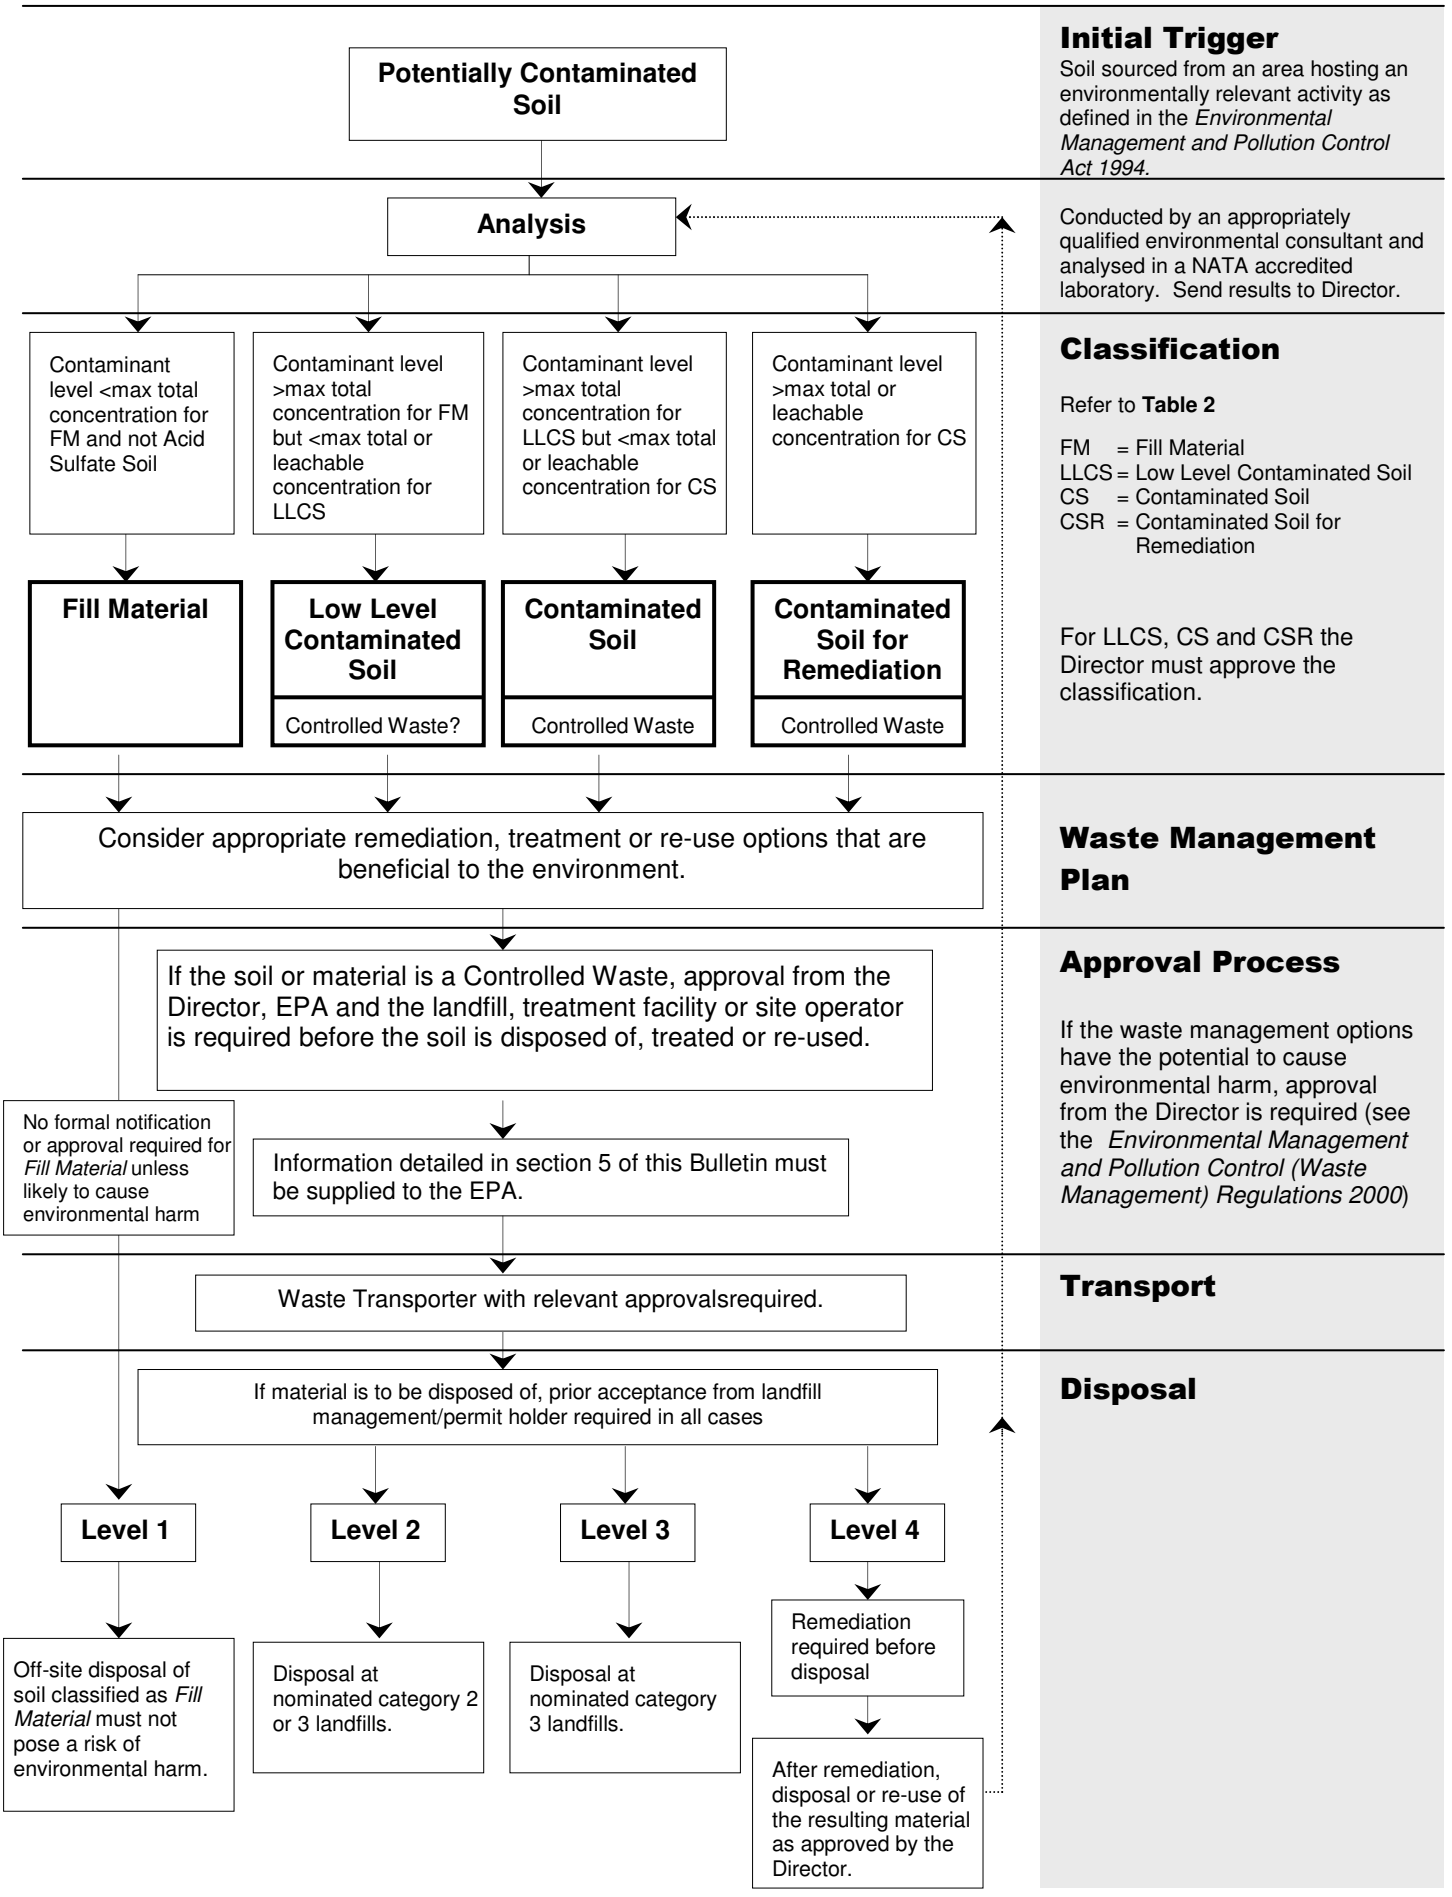 Potentially Contaminated
Soil
Initial Trigger
Soil sourced from an area hosting an
environmentally relevant activity as
defined in the Environmental
Management and Pollution Control
Act 1994.
Analysis
Conducted by an appropriately
qualified environmental consultant and
analysed in a NATA accredited
laboratory. Send results to Director.
Contaminant
level <max total
concentration for
FM and not Acid
Sulfate Soil
Contaminant level
>max total
concentration for FM
but <max total or
leachable
concentration for
LLCS
Contaminant level
>max total
concentration for
LLCS but <max total
or leachable
concentration for CS
Contaminant level
>max total or
leachable
concentration for CS
Classification
Refer to Table 2
FM = Fill Material
LLCS = Low Level Contaminated Soil
CS = Contaminated Soil
CSR = Contaminated Soil for
Remediation
Fill Material
Low Level
Contaminated
Soil
Controlled Waste?
Contaminated
Soil
Controlled Waste
Contaminated
Soil for
Remediation
Controlled Waste
For LLCS, CS and CSR the
Director must approve the
classification.
Consider appropriate remediation, treatment or re-use options that are
beneficial to the environment.
Waste Management
Plan
If the soil or material is a Controlled Waste, approval from the
Director, EPA and the landfill, treatment facility or site operator
is required before the soil is disposed of, treated or re-used.
Approval Process
If the waste management options
have the potential to cause
environmental harm, approval
from the Director is required (see
the Environmental Management
and Pollution Control (Waste
Management) Regulations 2000)
No formal notification
or approval required for
Fill Material unless
likely to cause
environmental harm
Information detailed in section 5 of this Bulletin must
be supplied to the EPA.
Waste Transporter with relevant approvalsrequired.
Transport
If material is to be disposed of, prior acceptance from landfill
management/permit holder required in all cases
Disposal
Level 1
Level 2
Level 3
Level 4
Off-site disposal of
soil classified as Fill
Material must not
pose a risk of
environmental harm.
Disposal at
nominated category 2
or 3 landfills.
Disposal at
nominated category
3 landfills.
Remediation
required before
disposal
After remediation,
disposal or re-use of
the resulting material
as approved by the
Director.